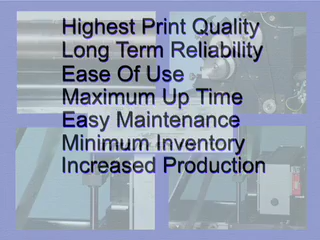 Highest Print Quality
Long Term Reliability
Ease Of Use
Maximum Up Time
Easy Maintenance
Minimum Inventory
Increased Production